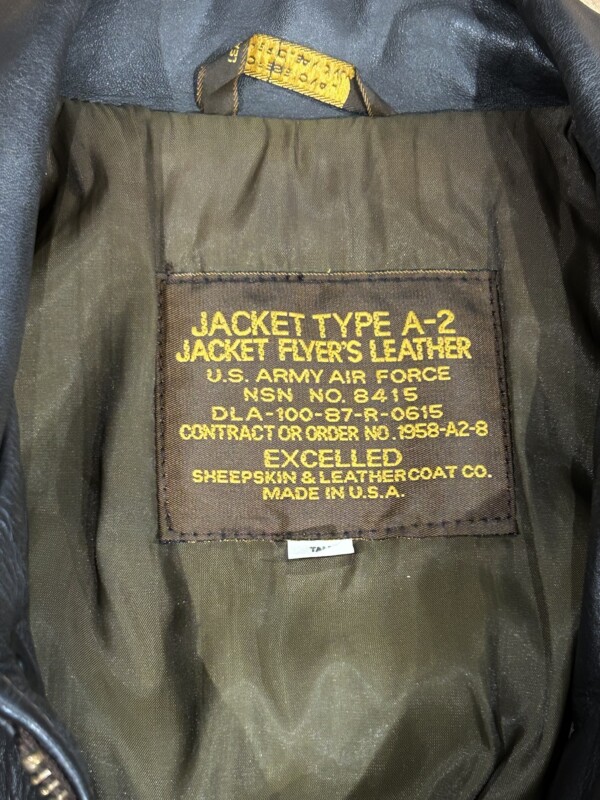 JACKET TYPE A-2
JACKET FLYER'S LEATHER
U.S. ARMY AIR FORCE
NSN NO. 8415
DLA-100-87-R-0615
CONTRACT OR ORDER NO. 1958-A2-8
EXCELLED
SHEEPSKIN & LEATHER COAT CO.
MADE IN U.S.A.